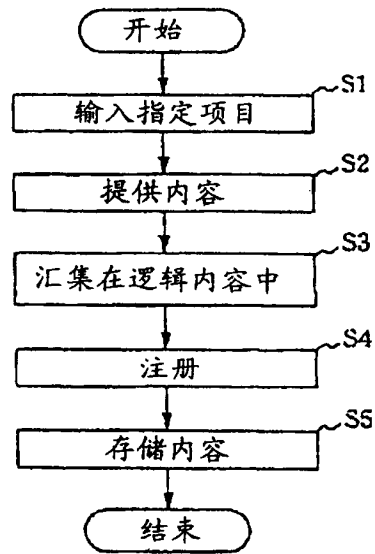 开始
S1
输入指定项目
S2
提供内容
S3
汇集在逻辑内容中
S4
注册
S5
存储内容
结束